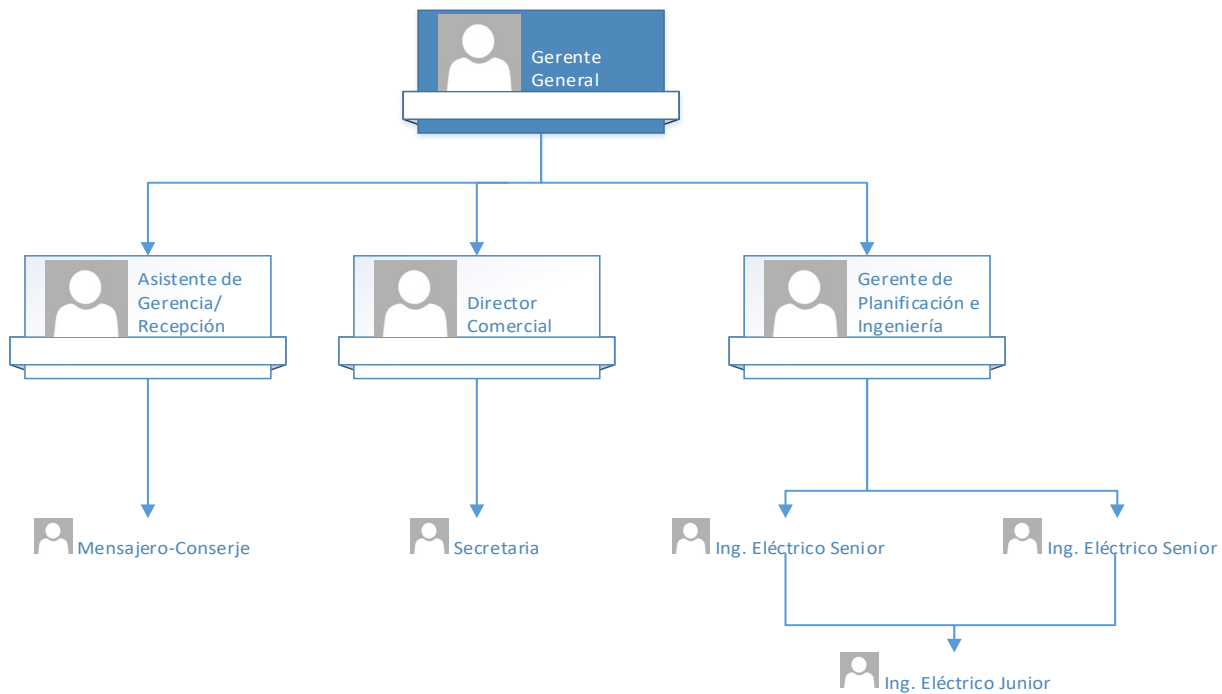 Gerente
General
Asistente de
Gerencia/
Recepción
Director
Comercial
Gerente de
Planificación e
Ingeniería
Mensajero-Conserje
Secretaria
Ing. Eléctrico Senior
Ing. Eléctrico Senior
Ing. Eléctrico Junior